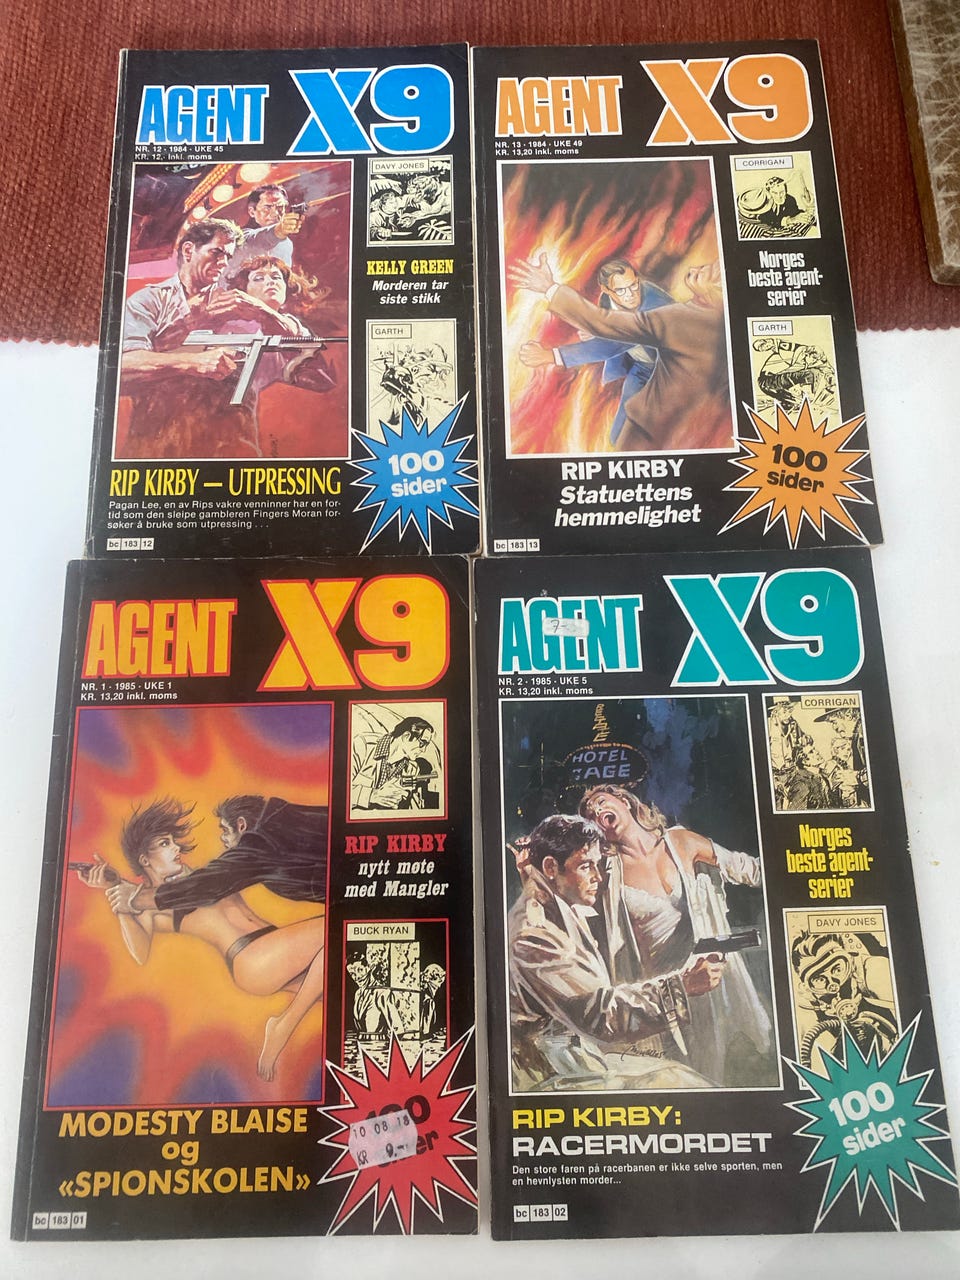 AGENT X9
NR. 12 · 1984 · UKE 45
KR. 12,- Inkl. moms
DAVY JONES
KELLY GREEN
Morderen tar
siste stikk
GARTH
100
sider
RIP KIRBY — UTPRESSING
Pagan Lee, en av Rips vakre venninner har en for-
tid som den sleipe gambleren Fingers Moran for-
søker å bruke som utpressing . . .
bc 183 12
AGENT X9
NR. 13 · 1984 · UKE 49
KR. 13,20 Inkl. moms
CORRIGAN
Norges
beste agent-
serier
GARTH
100
sider
RIP KIRBY
Statuettens
hemmelighet
bc 183 13
AGENT X9
NR. 1 · 1985 · UKE 1
KR. 13,20 inkl. moms
RIP KIRBY
nytt møte
med Mangler
BUCK RYAN
100
10 08 18
KR 9.-
MODESTY BLAISE
og
«SPIONSKOLEN»
bc 183 01
AGENT X9
7-
NR. 2 · 1985 · UKE 5
KR. 13,20 inkl. moms
HOTEL
CORRIGAN
Norges
beste agent-
serier
DAVY JONES
100
sider
RIP KIRBY:
RACERMORDET
Den store faren på racerbanen er ikke selve sporten, men
en hevnlysten morder...
bc 183 02